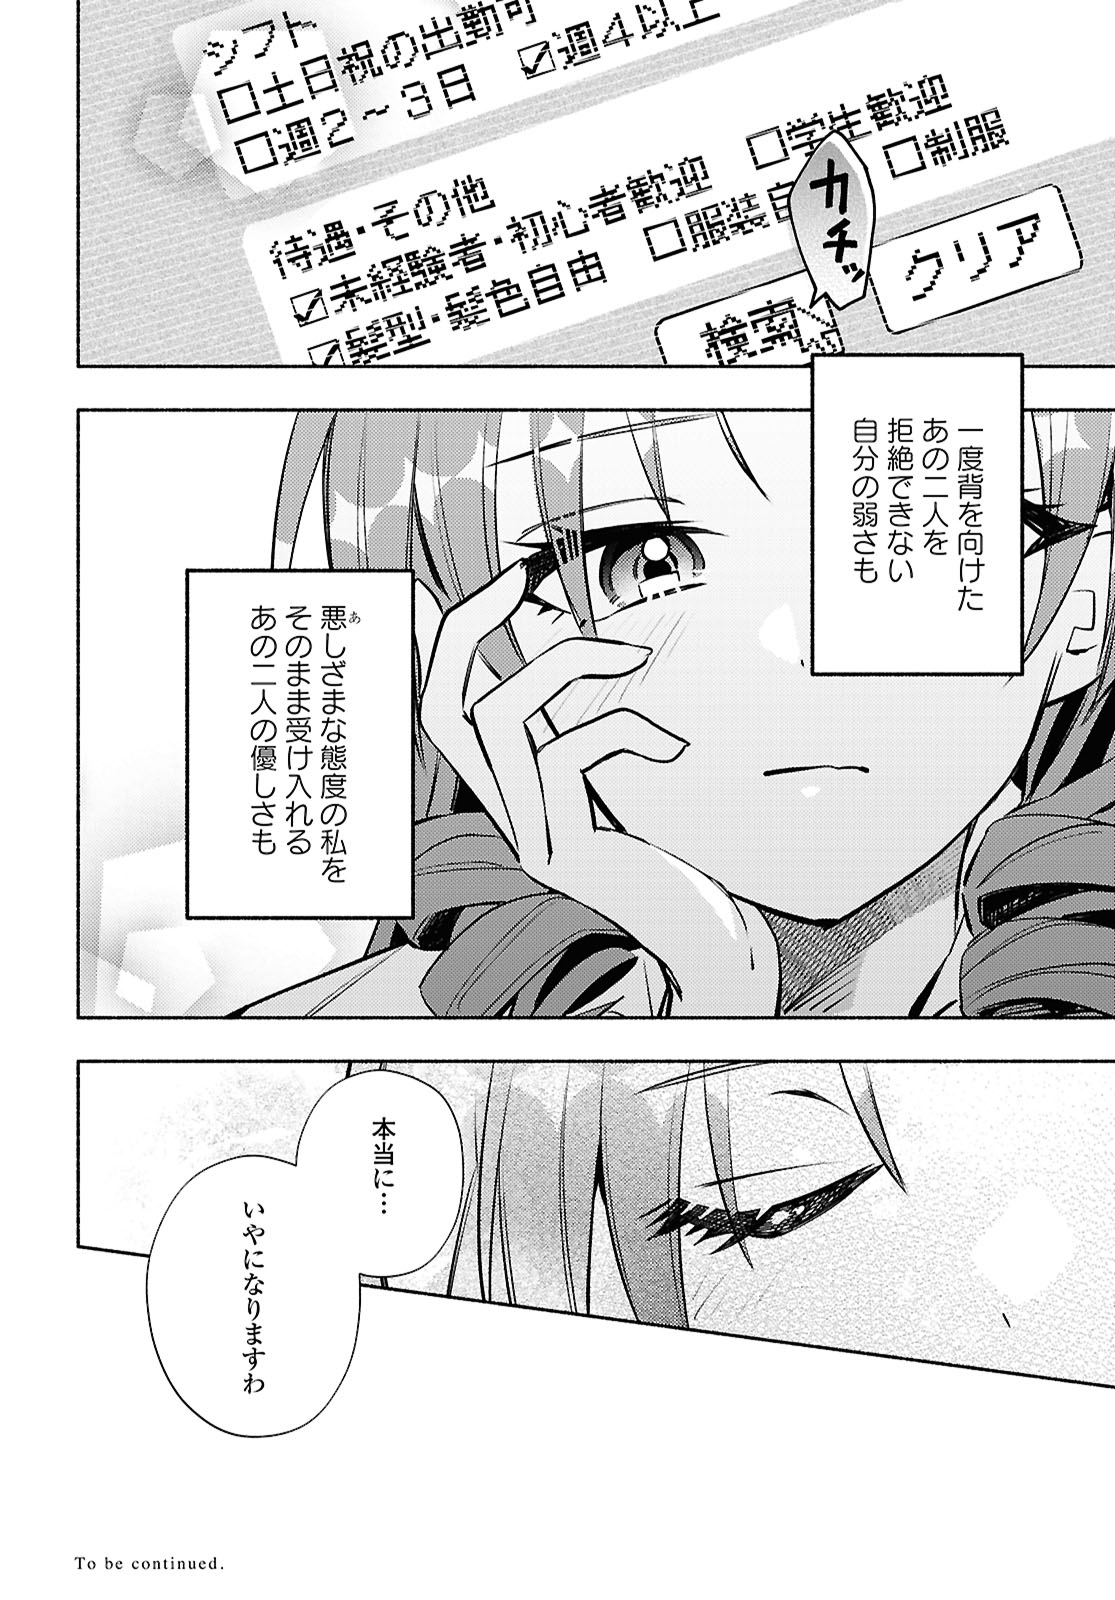 シフト
□土日祝の出勤可
□週2〜3日 ☑週4以上
待遇・その他
☑未経験者・初心者歓迎 □学生歓迎
☑髪型・髪色自由 □服装自 □制服
検索 クリア
カチッ
一度背を向けた
あの二人を
拒絶できない
自分の弱さも
悪しざまな態度の私を
あ
そのまま受け入れる
あの二人の優しさも
本当に…
いやになりますわ
To be continued.